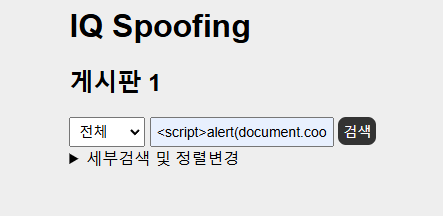 IQ Spoofing
게시판 1
전체 <script>alert(document.coo 검색
세부검색 및 정렬변경